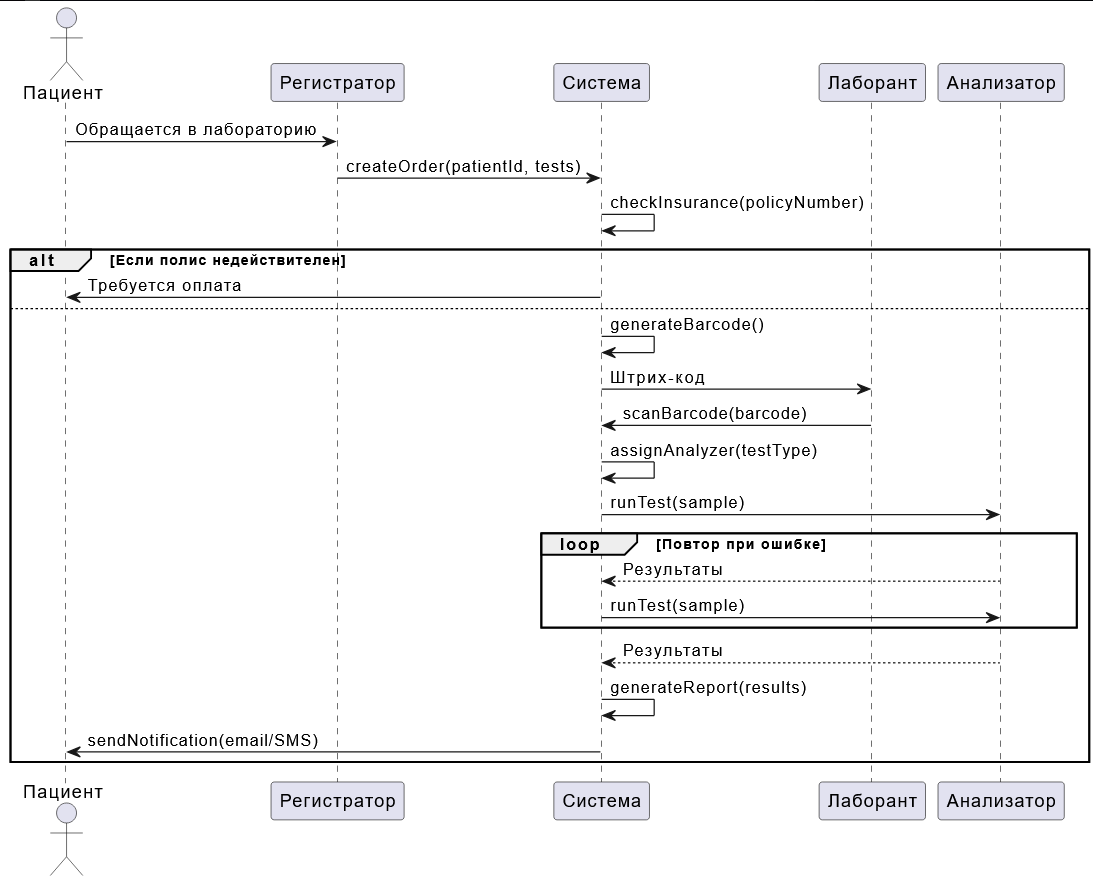 Пациент
Регистратор
Система
Лаборант
Анализатор
Обращается в лабораторию
createOrder(patientId, tests)
checkInsurance(policyNumber)
alt
[Если полис недействителен]
Требуется оплата
generateBarcode()
Штрих-код
scanBarcode(barcode)
assignAnalyzer(testType)
runTest(sample)
loop
[Повтор при ошибке]
Результаты
runTest(sample)
Результаты
generateReport(results)
sendNotification(email/SMS)
Пациент
Регистратор
Система
Лаборант
Анализатор